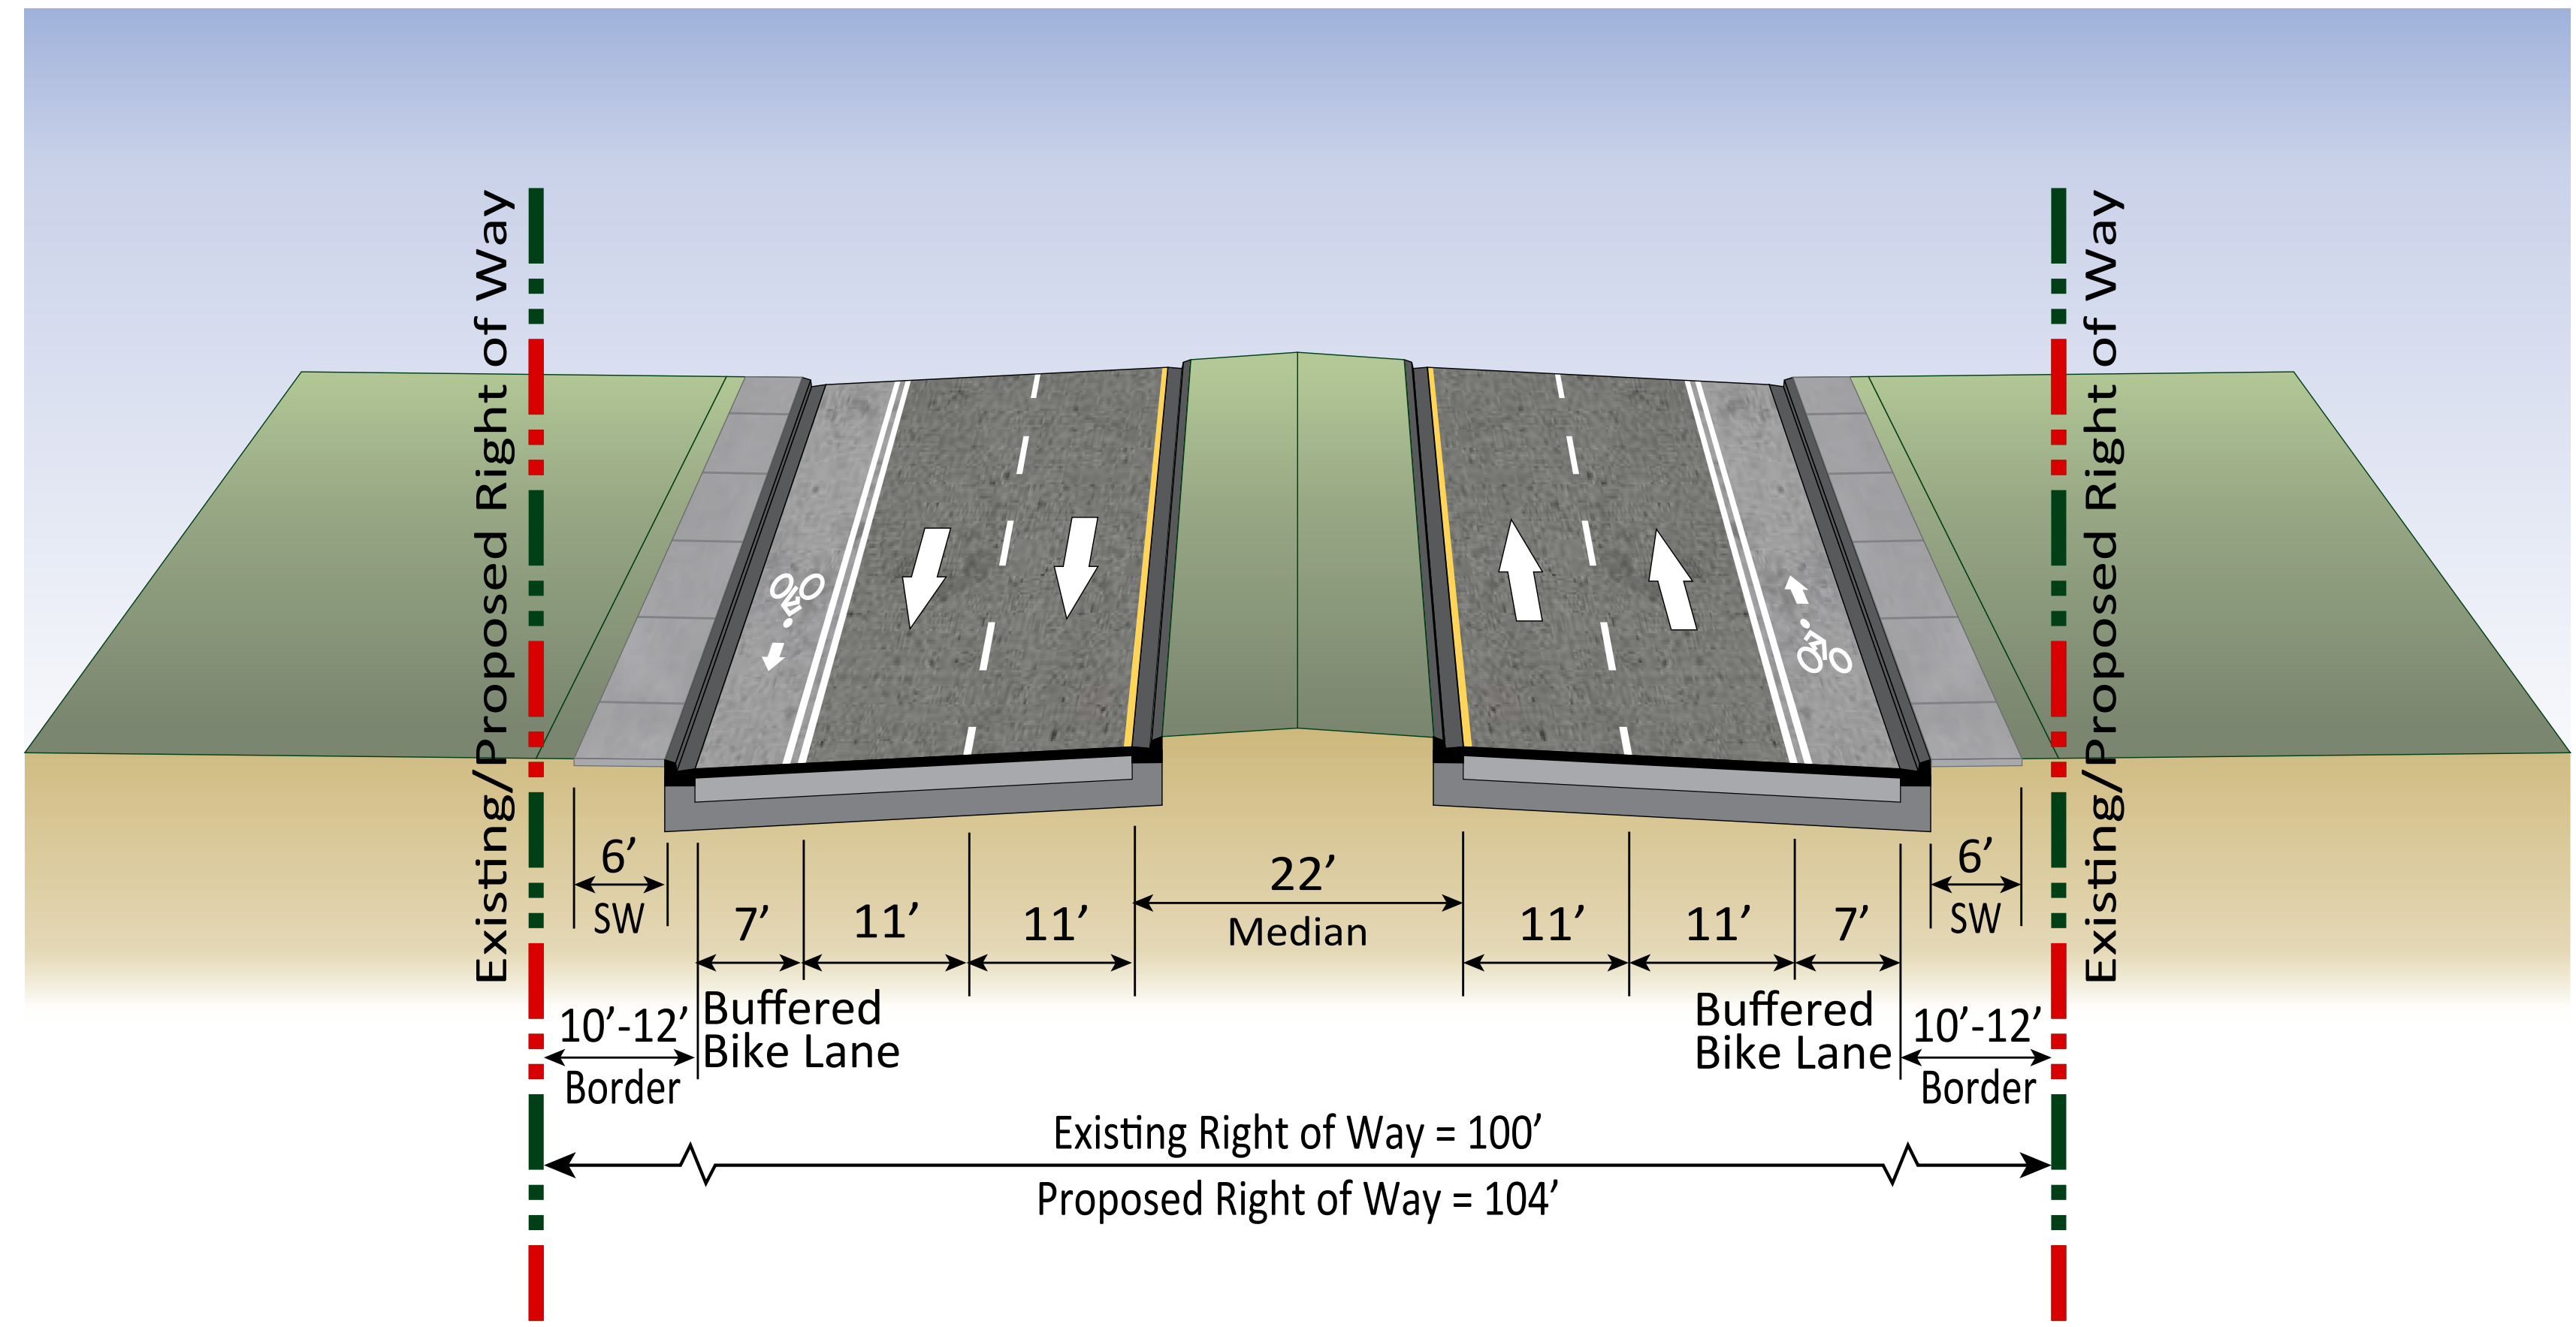 Existing/Proposed Right of Way
Existing/Proposed Right of Way
6’
SW
7’
11’
11’
22’
Median
11’
11’
7’
6’
SW
10’-12’
Border
Buffered
Bike Lane
Buffered
Bike Lane
10’-12’
Border
Existing Right of Way = 100’
Proposed Right of Way = 104’